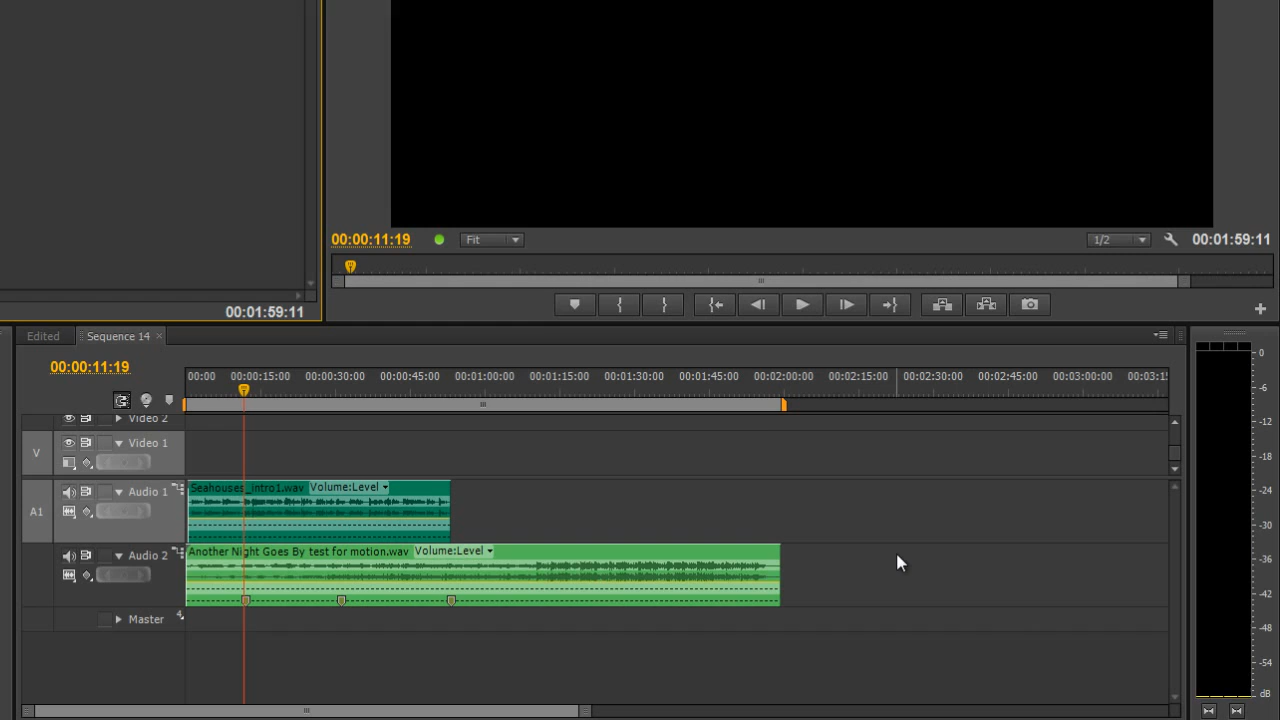 00:00:11:19 Fit 1/2 00:01:59:11
00:01:59:11
Edited Sequence 14
00:00:11:19
00:00 00:00:15:00 00:00:30:00 00:00:45:00 00:01:00:00 00:01:15:00 00:01:30:00 00:01:45:00 00:02:00:00 00:02:15:00 00:02:30:00 00:02:45:00 00:03:00:00 00:03:1
Video 2
V Video 1
A1 Audio 1 Seahouses_intro1.wav Volume:Level
Audio 2 Another Night Goes By test for motion.wav Volume:Level
Master
0
-6
-12
-18
-24
-30
-36
-42
-48
-54
dB